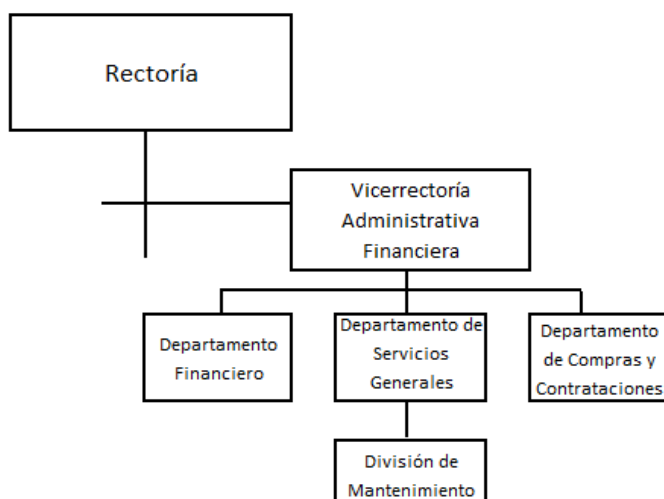 Rectoría
Vicerrectoría
Administrativa
Financiera
Departamento
Financiero
Departamento de
Servicios
Generales
Departamento
de Compras y
Contrataciones
División de
Mantenimiento